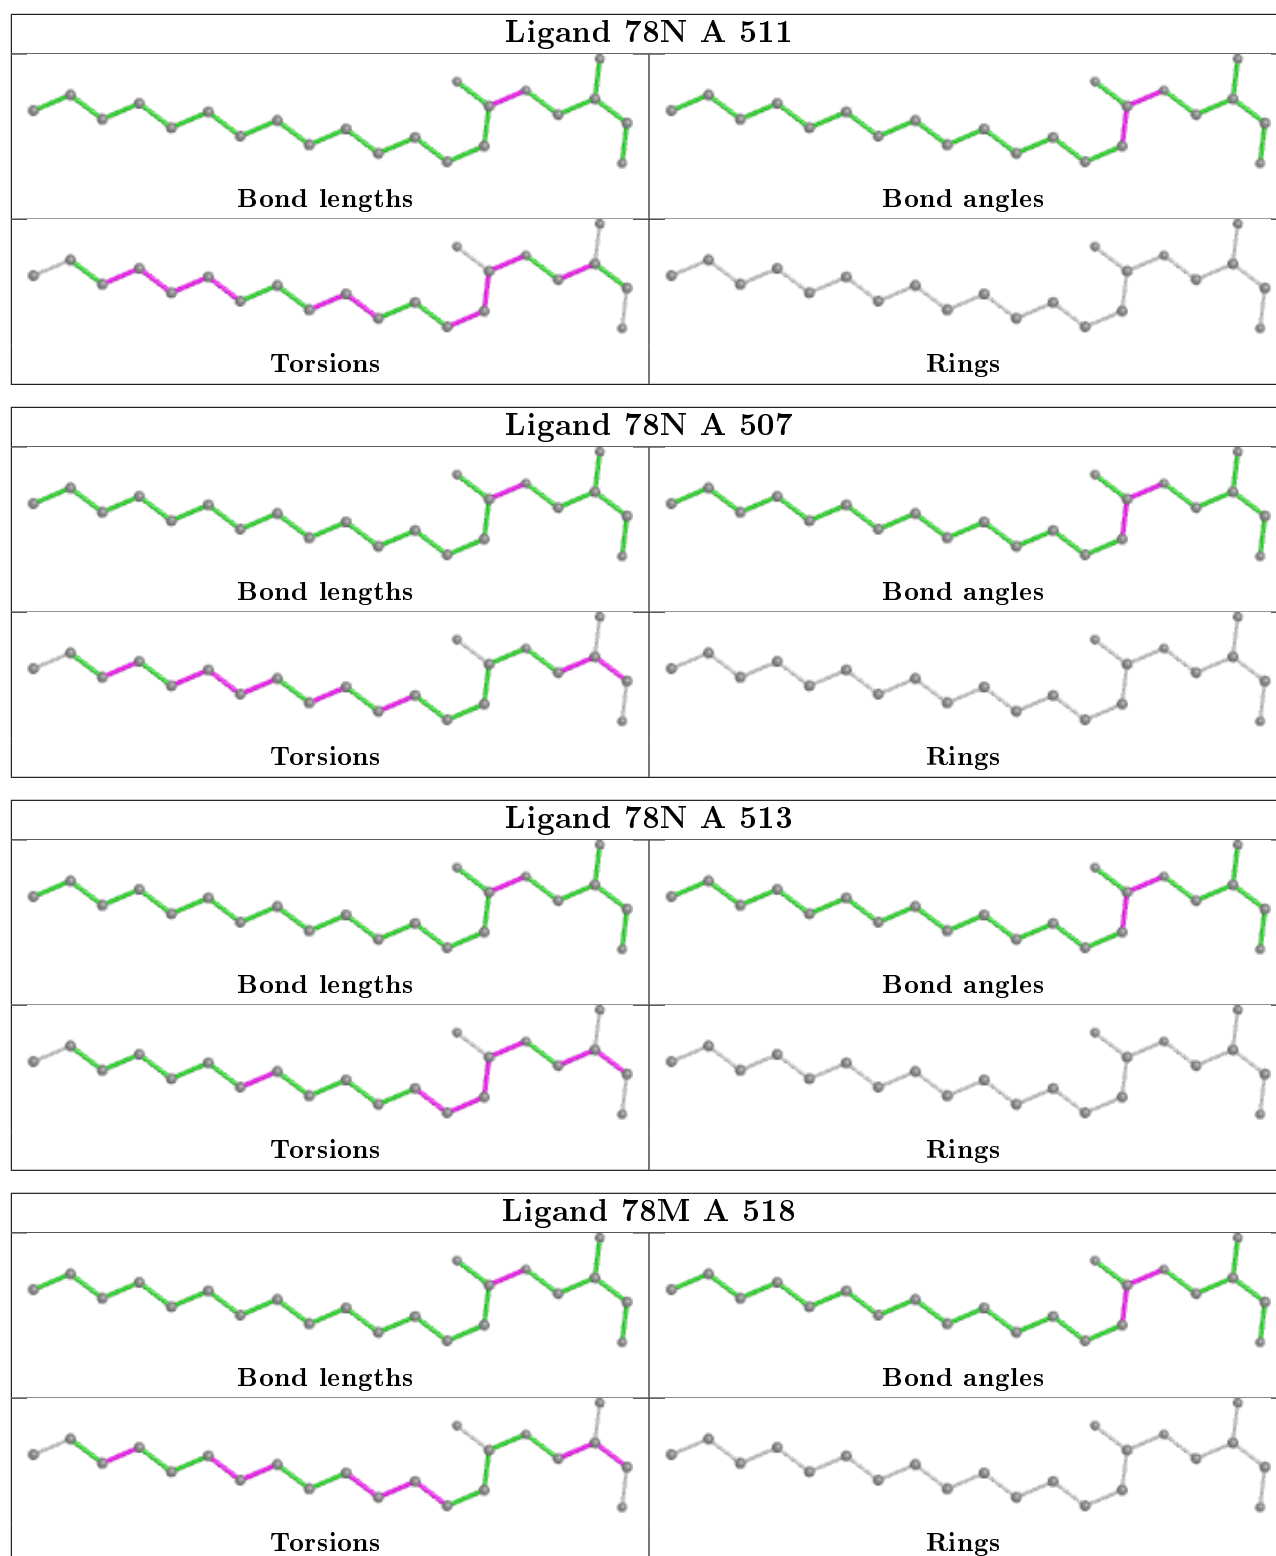 Ligand 78N A 511
Bond lengths
Bond angles
Torsions
Rings
Ligand 78N A 507
Bond lengths
Bond angles
Torsions
Rings
Ligand 78N A 513
Bond lengths
Bond angles
Torsions
Rings
Ligand 78M A 518
Bond lengths
Bond angles
Torsions
Rings